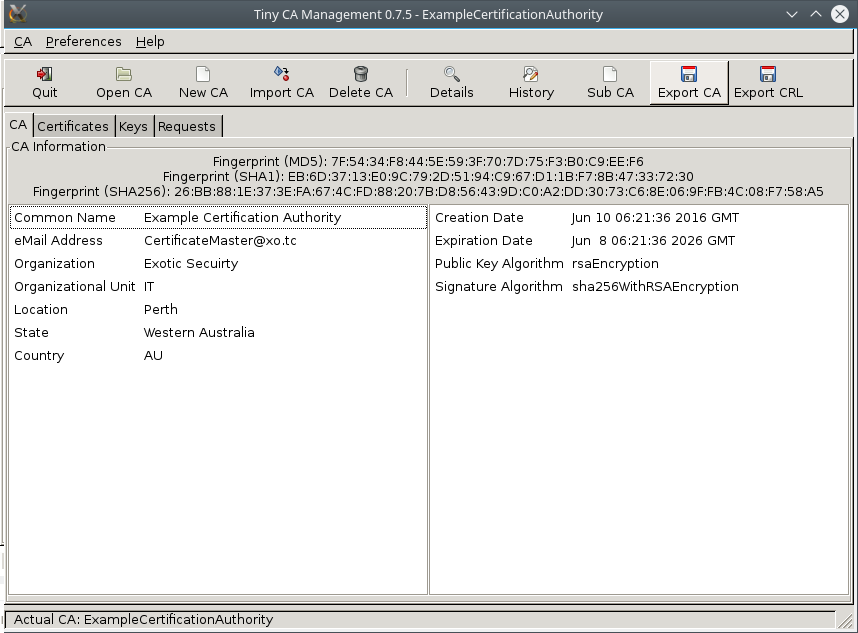 Tiny CA Management 0.7.5 - ExampleCertificationAuthority
CA Preferences Help
Quit Open CA New CA Import CA Delete CA Details History Sub CA Export CA Export CRL
CA Certificates Keys Requests
CA Information
Fingerprint (MD5): 7F:54:34:F8:44:5E:59:3F:70:7D:75:F3:B0:C9:EE:F6
Fingerprint (SHA1): EB:6D:37:13:E0:9C:79:2D:51:94:C9:67:D1:1B:F7:8B:47:33:72:30
Fingerprint (SHA256): 26:BB:88:1E:37:3E:FA:67:4C:FD:88:20:7B:D8:56:43:9D:C0:A2:DD:30:73:C6:8E:06:9F:FB:4C:08:F7:58:A5
Common Name Example Certification Authority
eMail Address CertificateMaster@xo.tc
Organization Exotic Secuirty
Organizational Unit IT
Location Perth
State Western Australia
Country AU
Creation Date Jun 10 06:21:36 2016 GMT
Expiration Date Jun 8 06:21:36 2026 GMT
Public Key Algorithm rsaEncryption
Signature Algorithm sha256WithRSAEncryption
Actual CA: ExampleCertificationAuthority